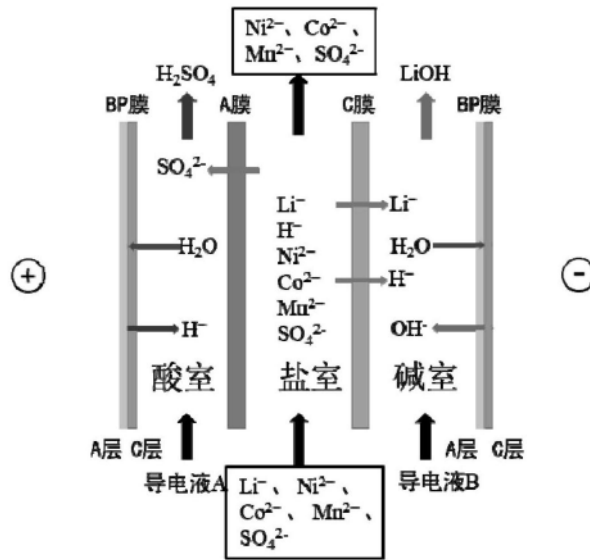 Ni²⁻、Co²⁻、
Mn²⁻、SO₄²⁻
H₂SO₄
LiOH
BP膜
A膜
C膜
BP膜
SO₄²⁻
Li⁻
Li⁻
H⁻
H₂O
Ni²⁻
H₂O
Co²⁻
H⁻
Mn²⁻
H⁻
SO₄²⁻
OH⁻
+
-
酸室
盐室
碱室
A层 C层
A层 C层
导电液A
导电液B
Li⁻、Ni²⁻、
Co²⁻、Mn²⁻、
SO₄²⁻